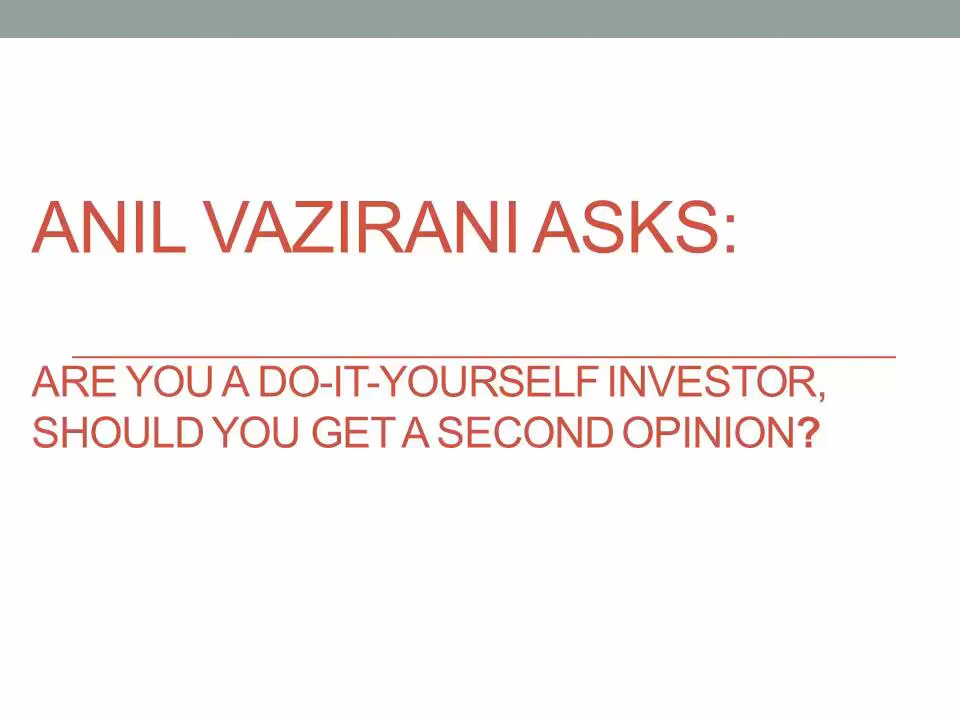 ANIL VAZIRANI ASKS:
ARE YOU A DO-IT-YOURSELF INVESTOR,
SHOULD YOU GET A SECOND OPINION?